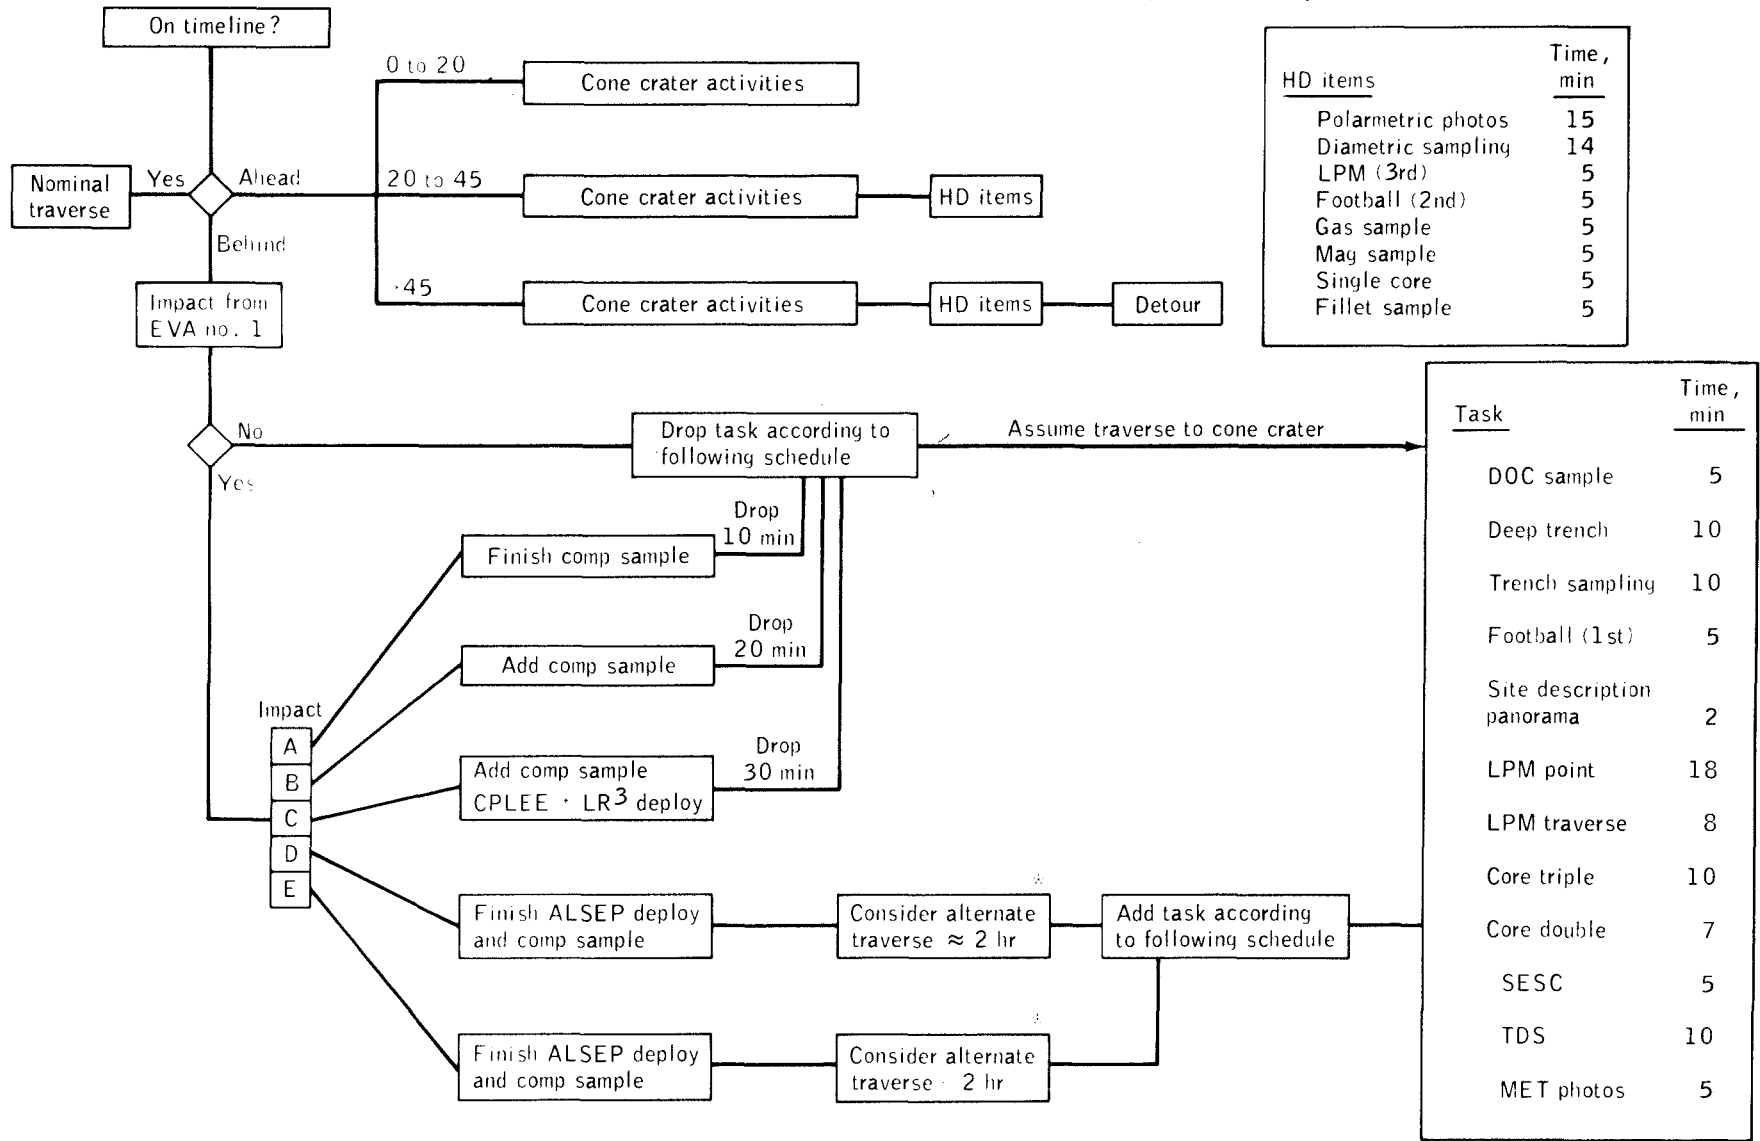 On timeline?
0 to 20
Cone crater activities
Nominal
traverse
Yes
Ahead
20 to 45
Cone crater activities
HD items
Behind
45
Cone crater activities
HD items
Detour
Impact from
EVA no. 1
HD items
Time,
min
Polarmetric photos 15
Diametric sampling 14
LPM (3rd) 5
Football (2nd) 5
Gas sample 5
Mag sample 5
Single core 5
Fillet sample 5
No
Yes
Drop task according to
following schedule
Assume traverse to cone crater
Drop
10 min
Finish comp sample
Drop
20 min
Add comp sample
Drop
30 min
Add comp sample
CPLEE · LR3 deploy
Impact
A
B
C
D
E
Finish ALSEP deploy
and comp sample
*
Consider alternate
traverse ≈ 2 hr
Add task according
to following schedule
Finish ALSEP deploy
and comp sample
*
Consider alternate
traverse 2 hr
Task
Time,
min
DOC sample 5
Deep trench 10
Trench sampling 10
Football (1st) 5
Site description
panorama 2
LPM point 18
LPM traverse 8
Core triple 10
Core double 7
SESC 5
TDS 10
MET photos 5